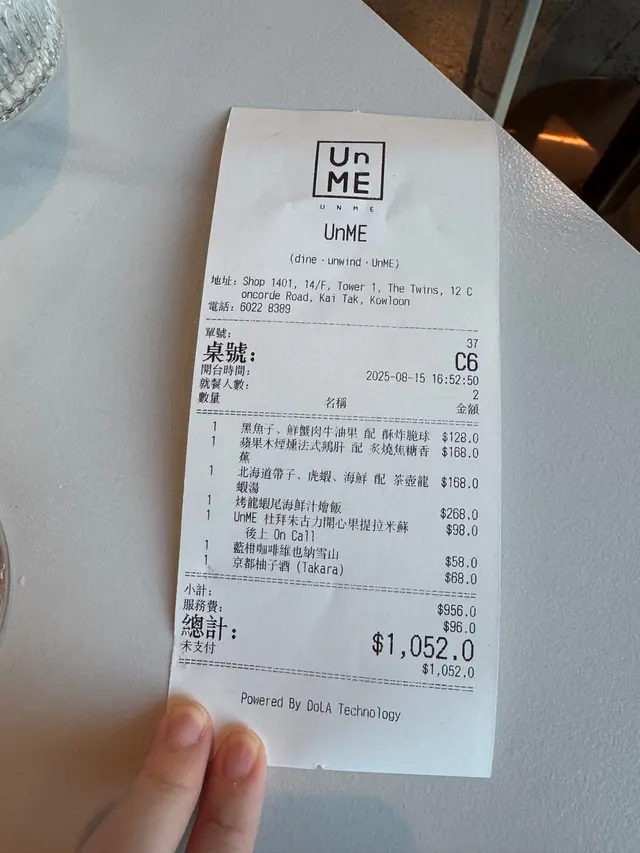 Un
ME
UNME
UnME
(dine · unwind · UnME)
地址: Shop 1401, 14/F, Tower 1, The Twins, 12 C
oncorde Road, Kai Tak, Kowloon
電話: 6022 8389
單號: 37
桌號: C6
開台時間: 2025-08-15 16:52:50
就餐人數: 2
數量 名稱 金額
1 黑魚子、鮮蟹肉牛油果 配 酥炸脆球 $128.0
1 蘋果木煙燻法式鵝肝 配 炙燒焦糖香 $168.0
蕉
1 北海道帶子、虎蝦、海鮮 配 茶壺龍 $168.0
蝦湯
1 烤龍蝦尾海鮮汁燴飯 $268.0
1 UnME 杜拜朱古力開心果提拉米蘇 $98.0
後上 On Call
1 藍柑咖啡維也納雪山 $58.0
1 京都柚子酒 (Takara) $68.0
小計: $956.0
服務費: $96.0
總計: $1,052.0
未支付 $1,052.0
Powered By DoLA Technology